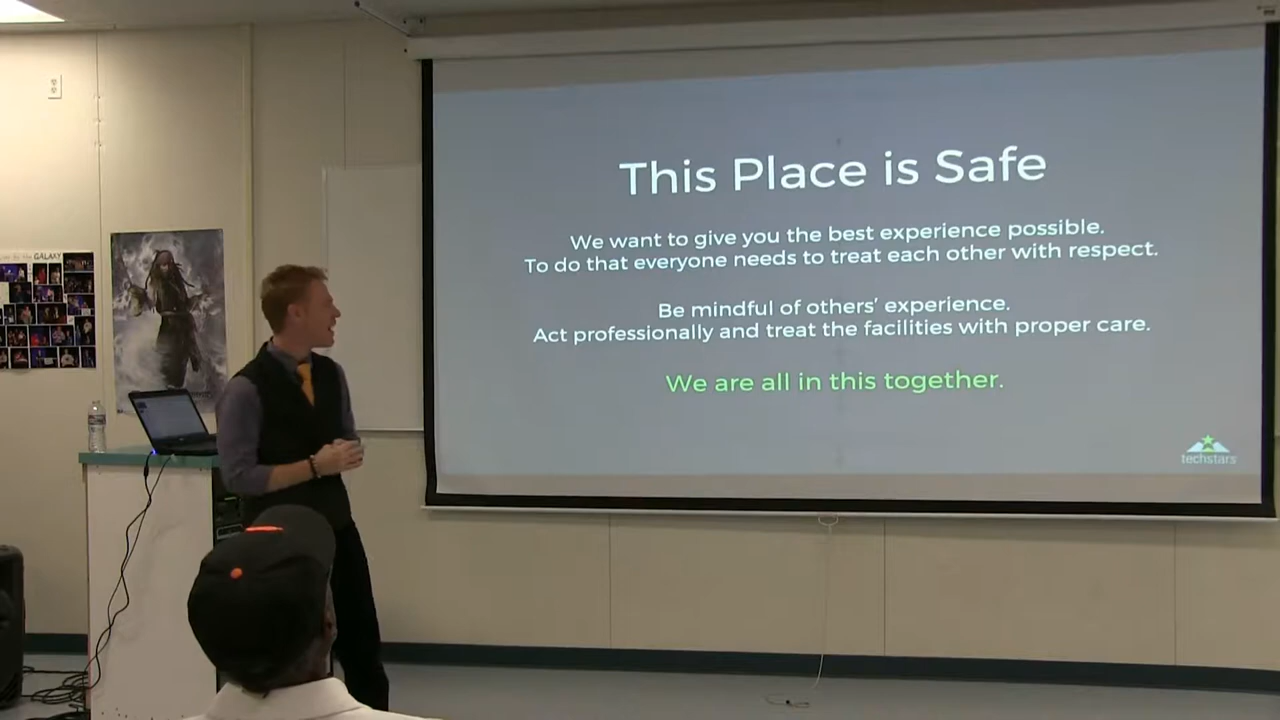 This Place is Safe
We want to give you the best experience possible.
To do that everyone needs to treat each other with respect.
Be mindful of others' experience.
Act professionally and treat the facilities with proper care.
We are all in this together.
techstars
GALAXY